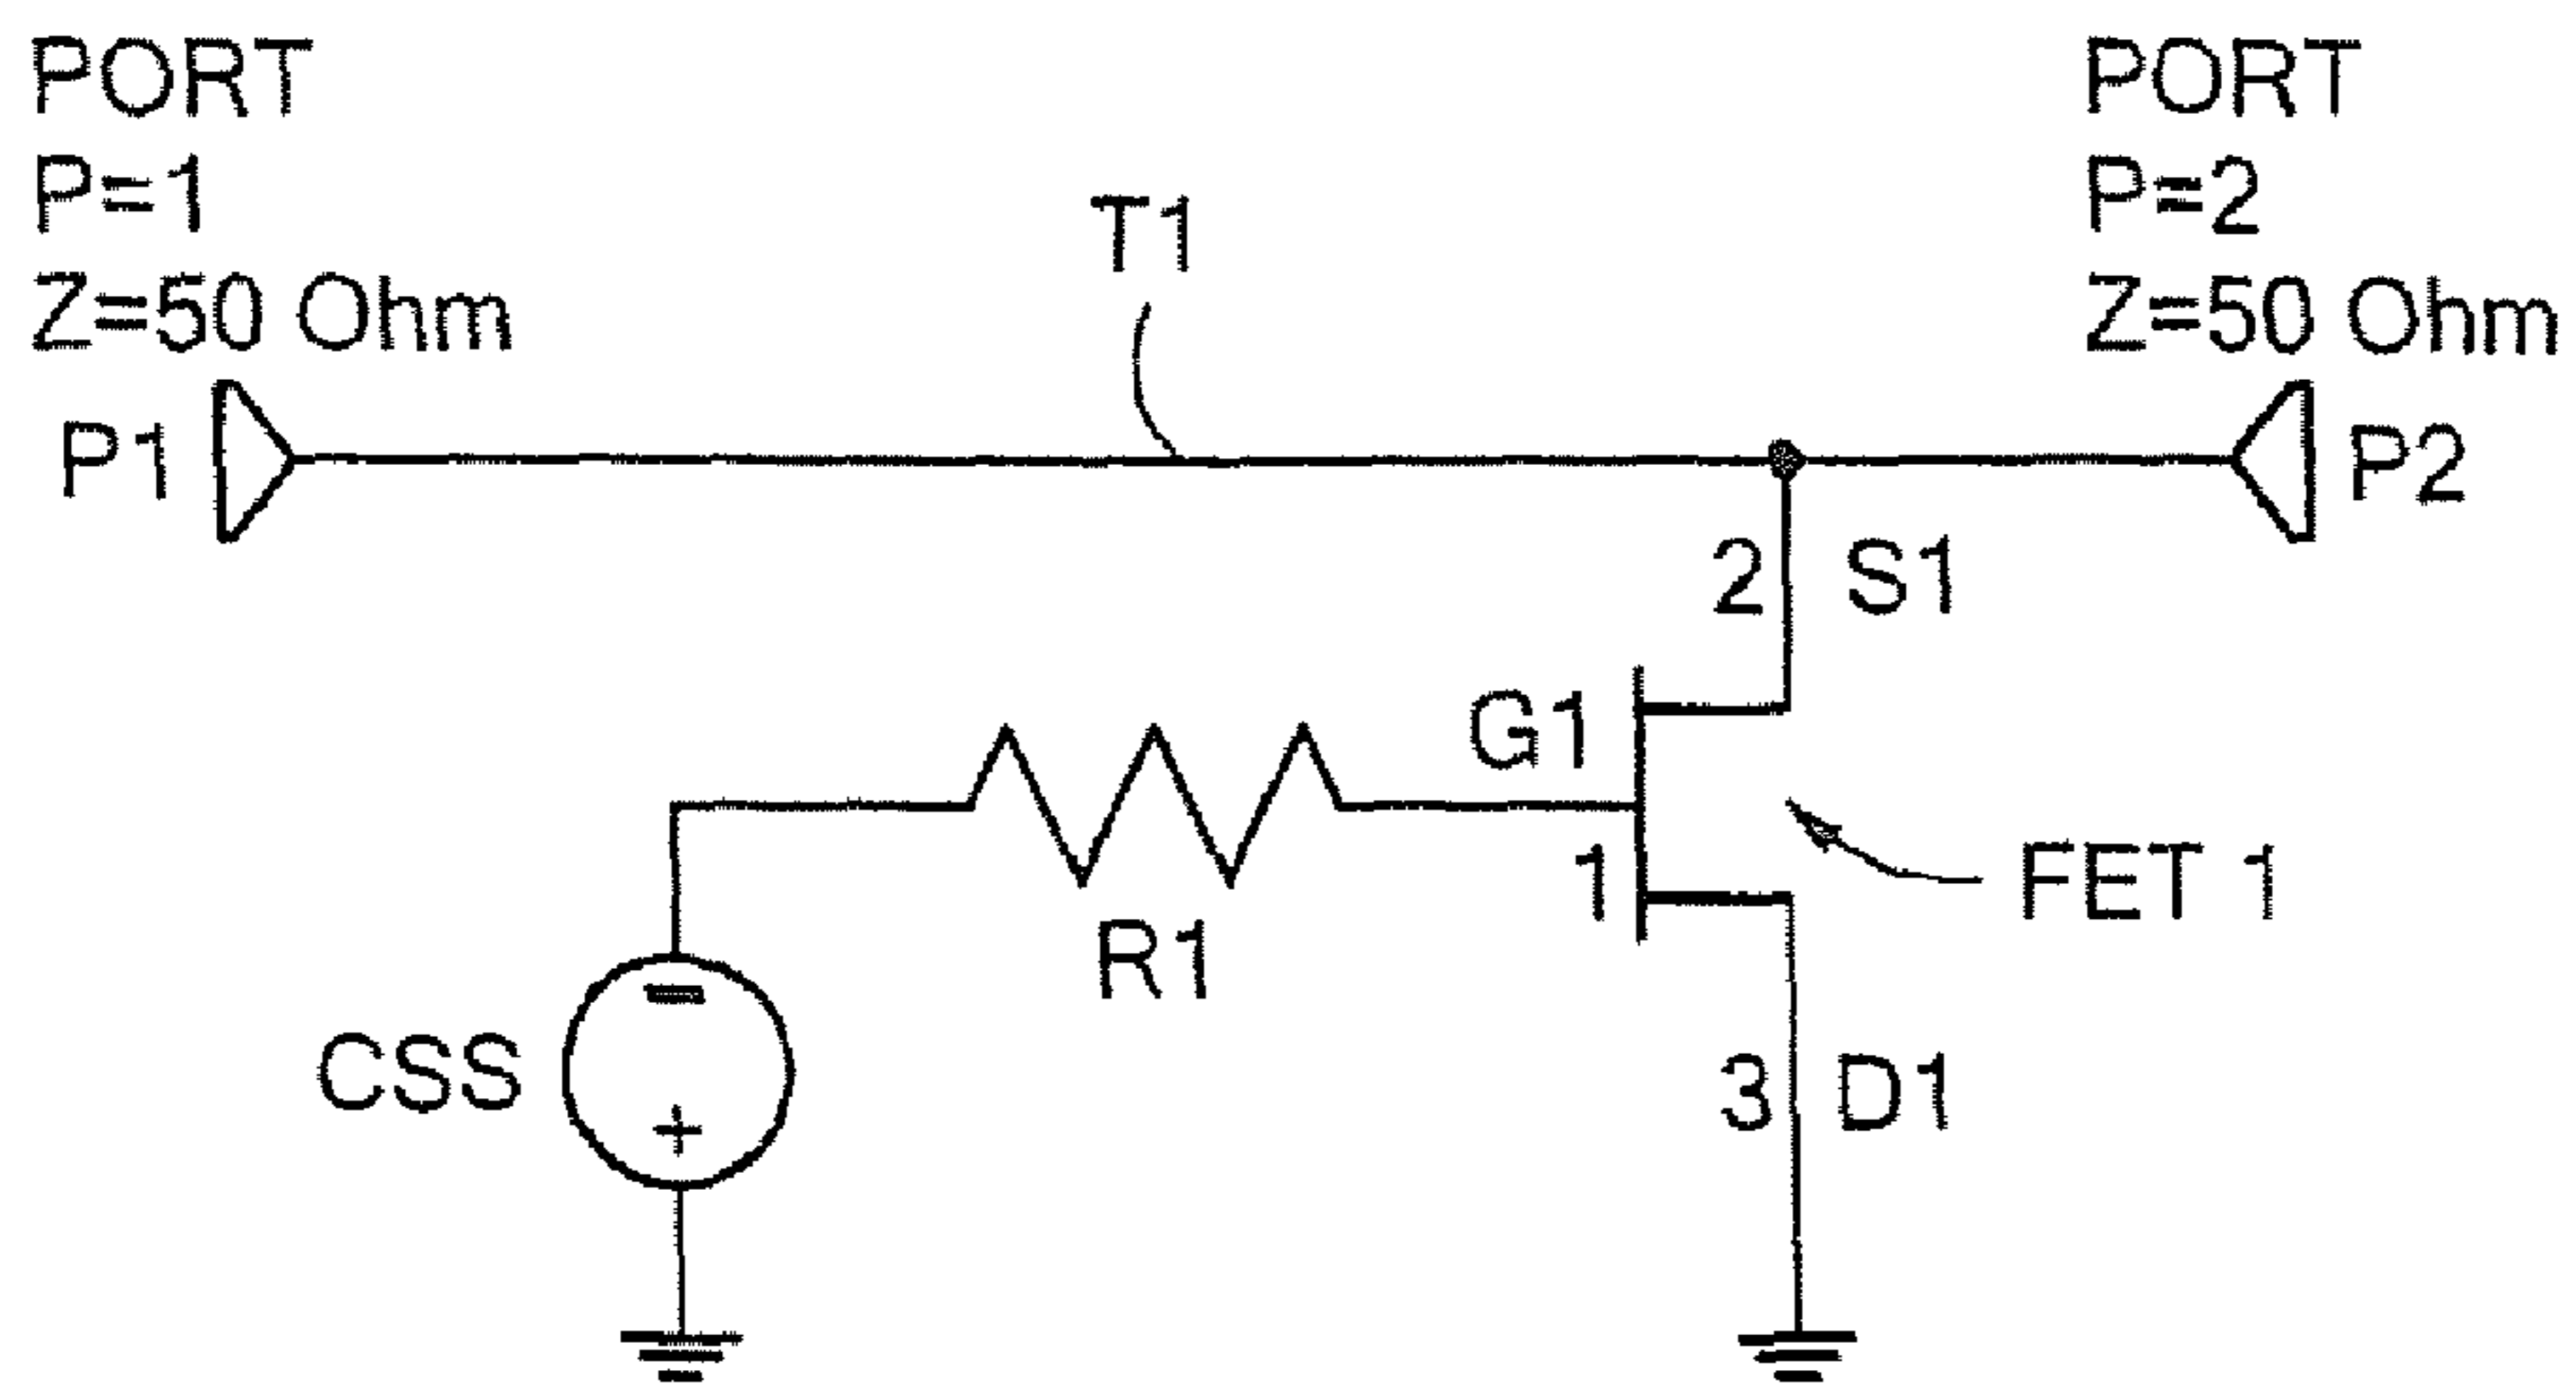 PORT
P=1
Z=50 Ohm
P1
T1
PORT
P=2
Z=50 Ohm
P2
2 S1
G1
1
FET 1
R1
CSS
-
+
3 D1